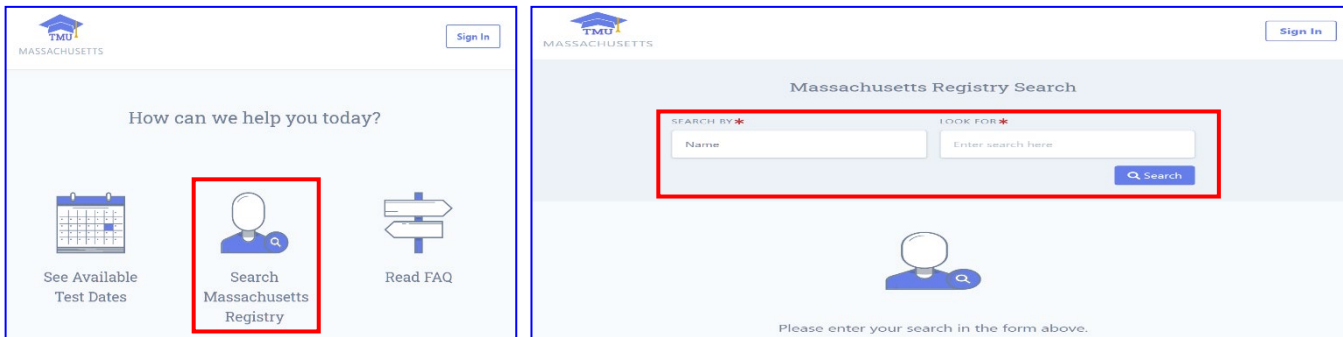 TMU
MASSACHUSETTS
Sign In
How can we help you today?
See Available
Test Dates
Search
Massachusetts
Registry
Read FAQ
TMU
MASSACHUSETTS
Sign In
Massachusetts Registry Search
SEARCH BY* LOOK FOR*
Name Enter search here
Search
Please enter your search in the form above.